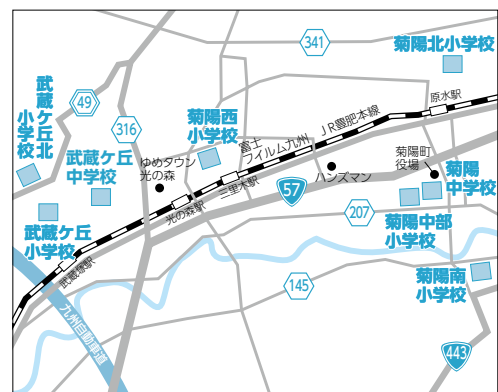 341
菊陽北小学校
原水駅
武蔵ケ丘北
小学校
49
316
菊陽西
小学校
富士
フイルム九州
JR豊肥本線
武蔵ケ丘
中学校
ゆめタウン
光の森
三里木駅
ハンズマン
菊陽町
役場
菊陽
中学校
57
光の森駅
207
菊陽中部
小学校
武蔵ケ丘
小学校
武蔵塚駅
145
菊陽南
小学校
九州自動車道
443